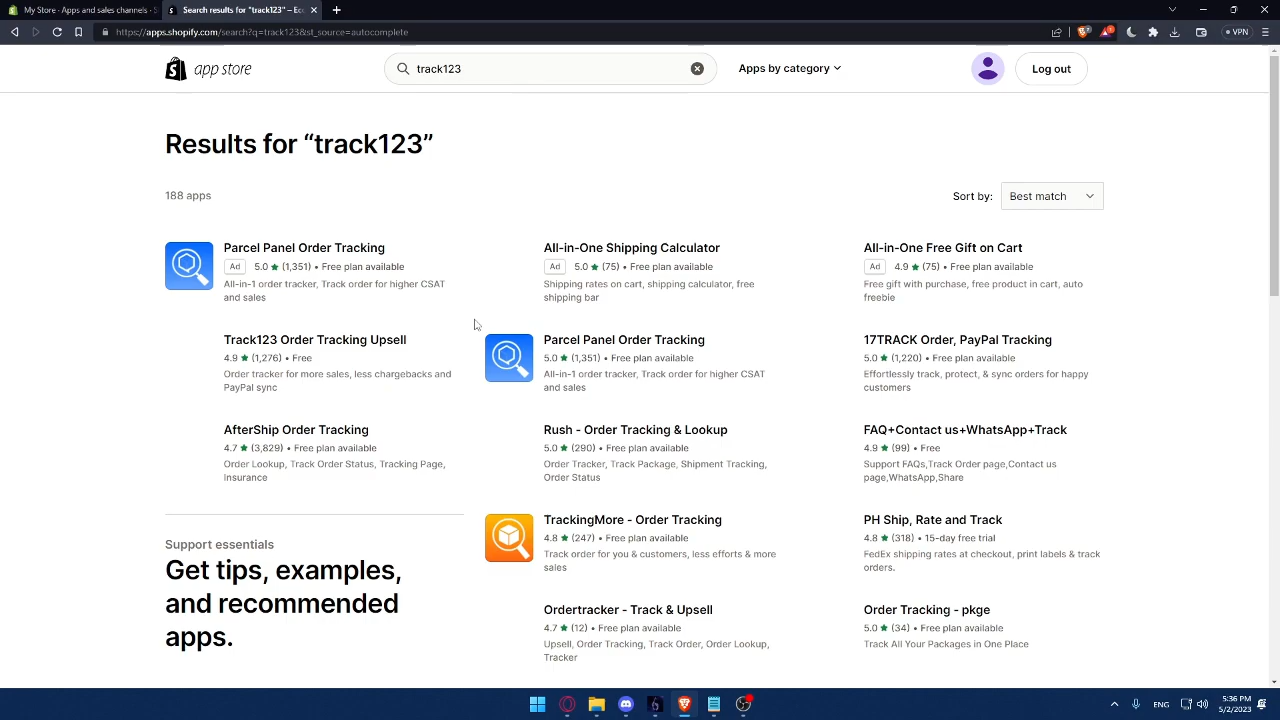 My Store · Apps and sales channels · S
Search results for "track123" – Ecc
https://apps.shopify.com/search?q=track123&st_source=autocomplete
VPN
app store
track123
Apps by category
Log out
Results for “track123”
188 apps
Sort by:
Best match
Parcel Panel Order Tracking
Ad 5.0 ★ (1,351) • Free plan available
All-in-1 order tracker, Track order for higher CSAT
and sales
All-in-One Shipping Calculator
Ad 5.0 ★ (75) • Free plan available
Shipping rates on cart, shipping calculator, free
shipping bar
All-in-One Free Gift on Cart
Ad 4.9 ★ (75) • Free plan available
Free gift with purchase, free product in cart, auto
freebie
Track123 Order Tracking Upsell
4.9 ★ (1,276) • Free
Order tracker for more sales, less chargebacks and
PayPal sync
Parcel Panel Order Tracking
5.0 ★ (1,351) • Free plan available
All-in-1 order tracker, Track order for higher CSAT
and sales
17TRACK Order, PayPal Tracking
5.0 ★ (1,220) • Free plan available
Effortlessly track, protect, & sync orders for happy
customers
AfterShip Order Tracking
4.7 ★ (3,829) • Free plan available
Order Lookup, Track Order Status, Tracking Page,
Insurance
Rush - Order Tracking & Lookup
5.0 ★ (290) • Free plan available
Order Tracker, Track Package, Shipment Tracking,
Order Status
FAQ+Contact us+WhatsApp+Track
4.9 ★ (99) • Free
Support FAQs,Track Order page,Contact us
page,WhatsApp,Share
Support essentials
Get tips, examples,
and recommended
apps.
TrackingMore - Order Tracking
4.8 ★ (247) • Free plan available
Track order for you & customers, less efforts & more
sales
PH Ship, Rate and Track
4.8 ★ (318) • 15-day free trial
FedEx shipping rates at checkout, print labels & track
orders.
Ordertracker - Track & Upsell
4.7 ★ (12) • Free plan available
Upsell, Order Tracking, Track Order, Order Lookup,
Tracker
Order Tracking - pkge
5.0 ★ (34) • Free plan available
Track All Your Packages in One Place
ENG
5:36 PM
5/2/2023